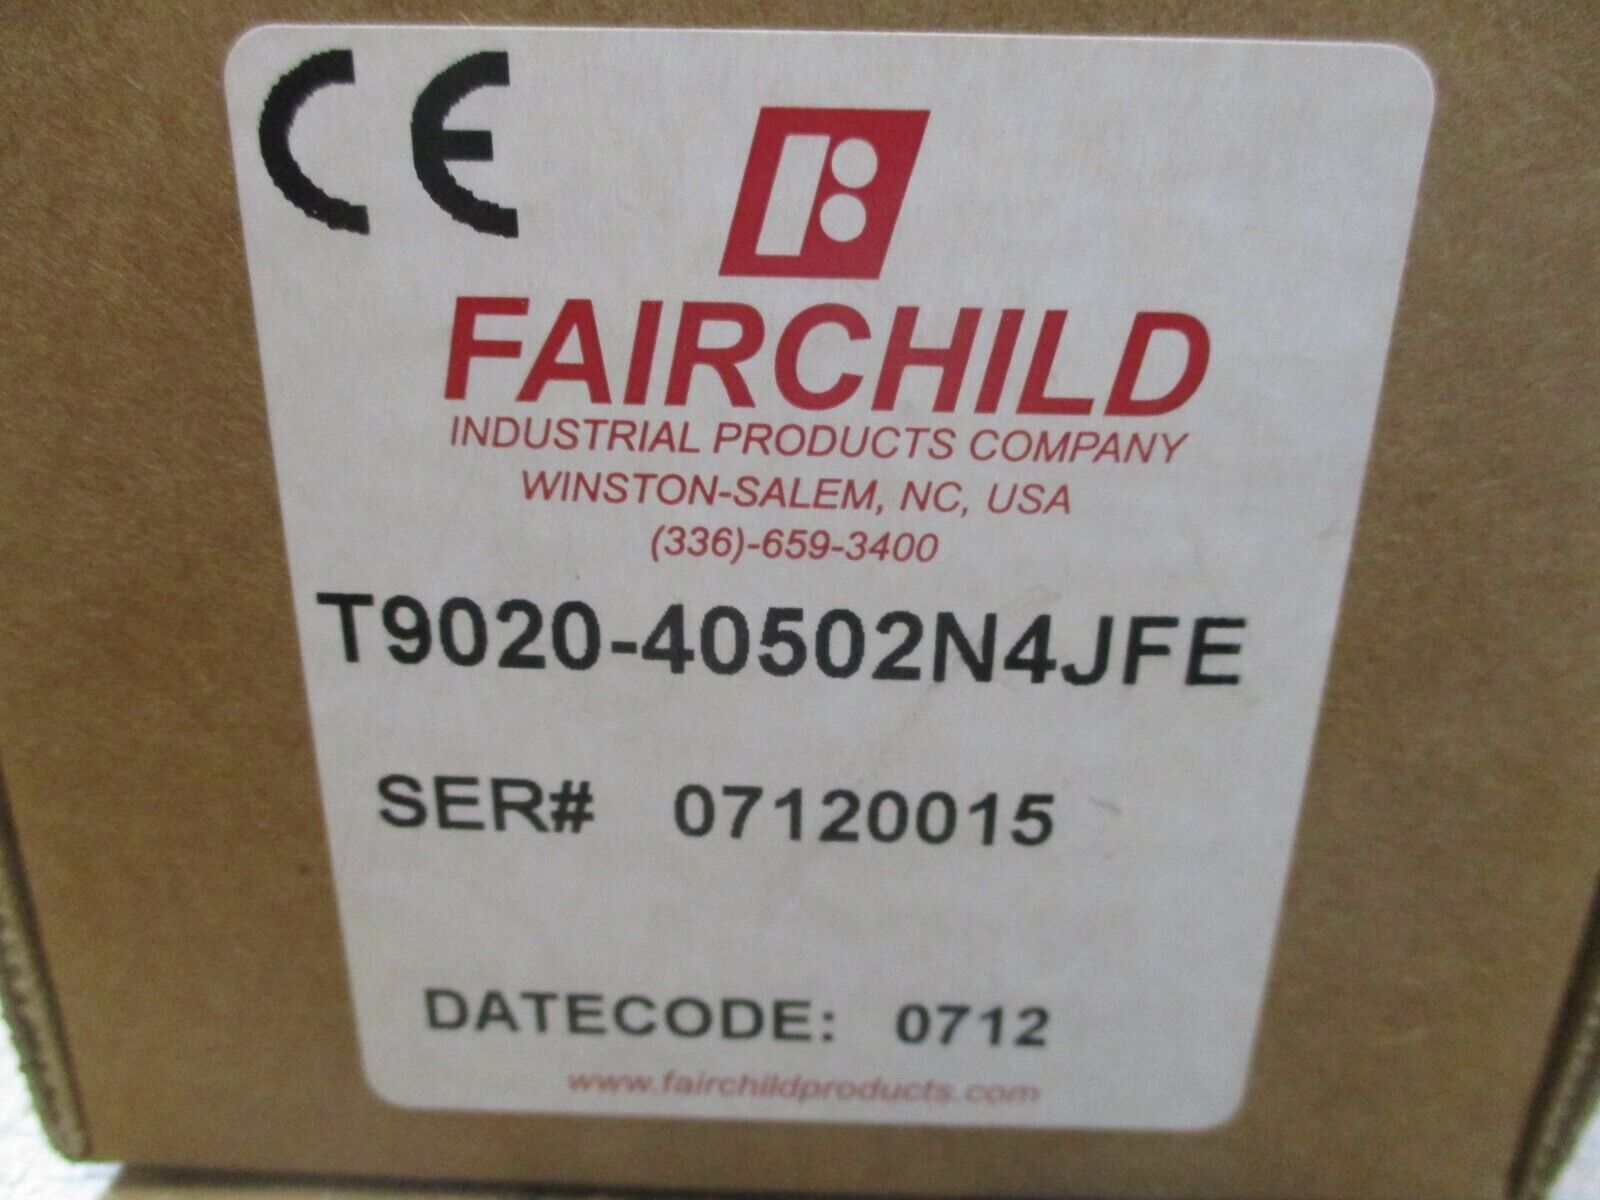 CE
FAIRCHILD
INDUSTRIAL PRODUCTS COMPANY
WINSTON-SALEM, NC, USA
(336)-659-3400
T9020-40502N4JFE
SER# 07120015
DATECODE: 0712
www.fairchildproducts.com